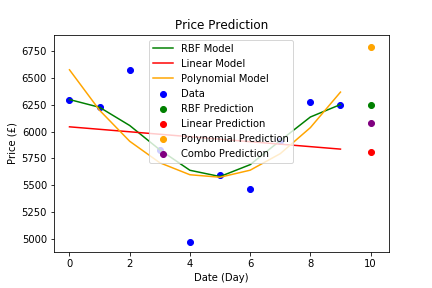 Price Prediction
6750
6500
6250
6000
5750
5500
5250
5000
Price (£)
RBF Model
Linear Model
Polynomial Model
Data
RBF Prediction
Linear Prediction
Polynomial Prediction
Combo Prediction
0 2 4 6 8 10
Date (Day)